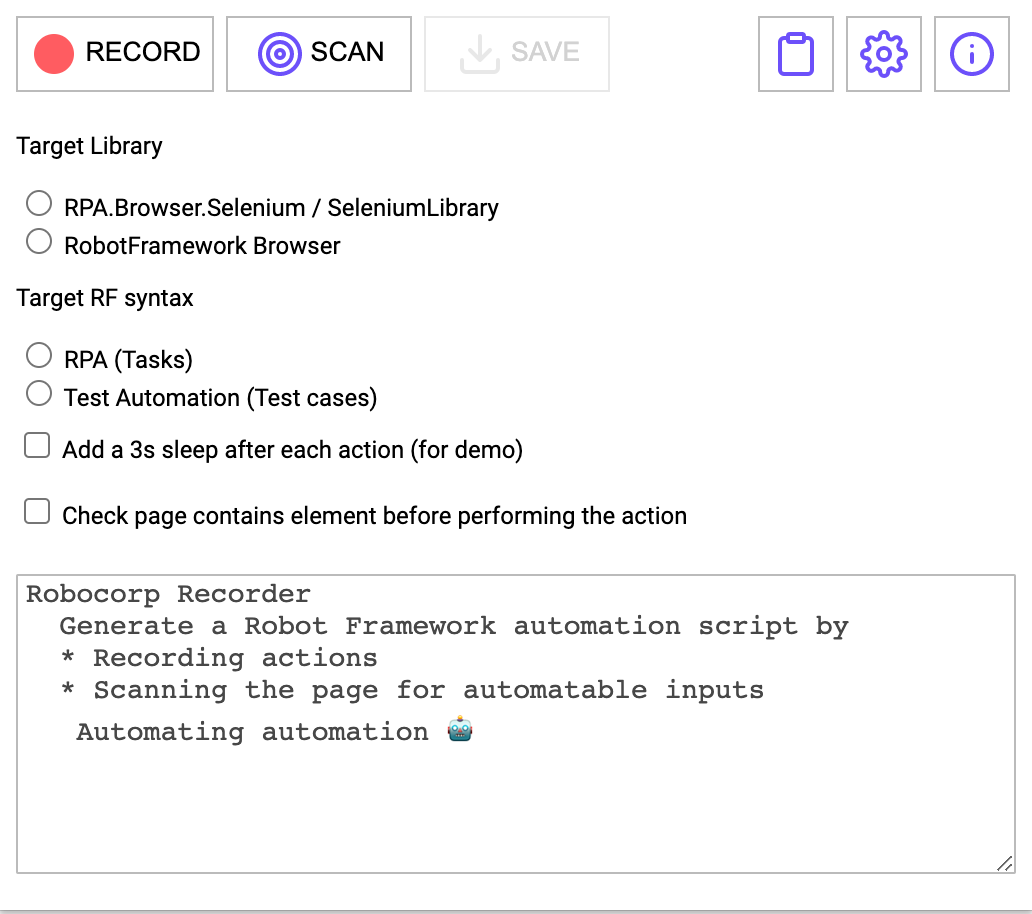 RECORD
SCAN
SAVE
Target Library
RPA.Browser.Selenium / SeleniumLibrary
RobotFramework Browser
Target RF syntax
RPA (Tasks)
Test Automation (Test cases)
Add a 3s sleep after each action (for demo)
Check page contains element before performing the action
Robocorp Recorder
Generate a Robot Framework automation script by
* Recording actions
* Scanning the page for automatable inputs
Automating automation 🤖